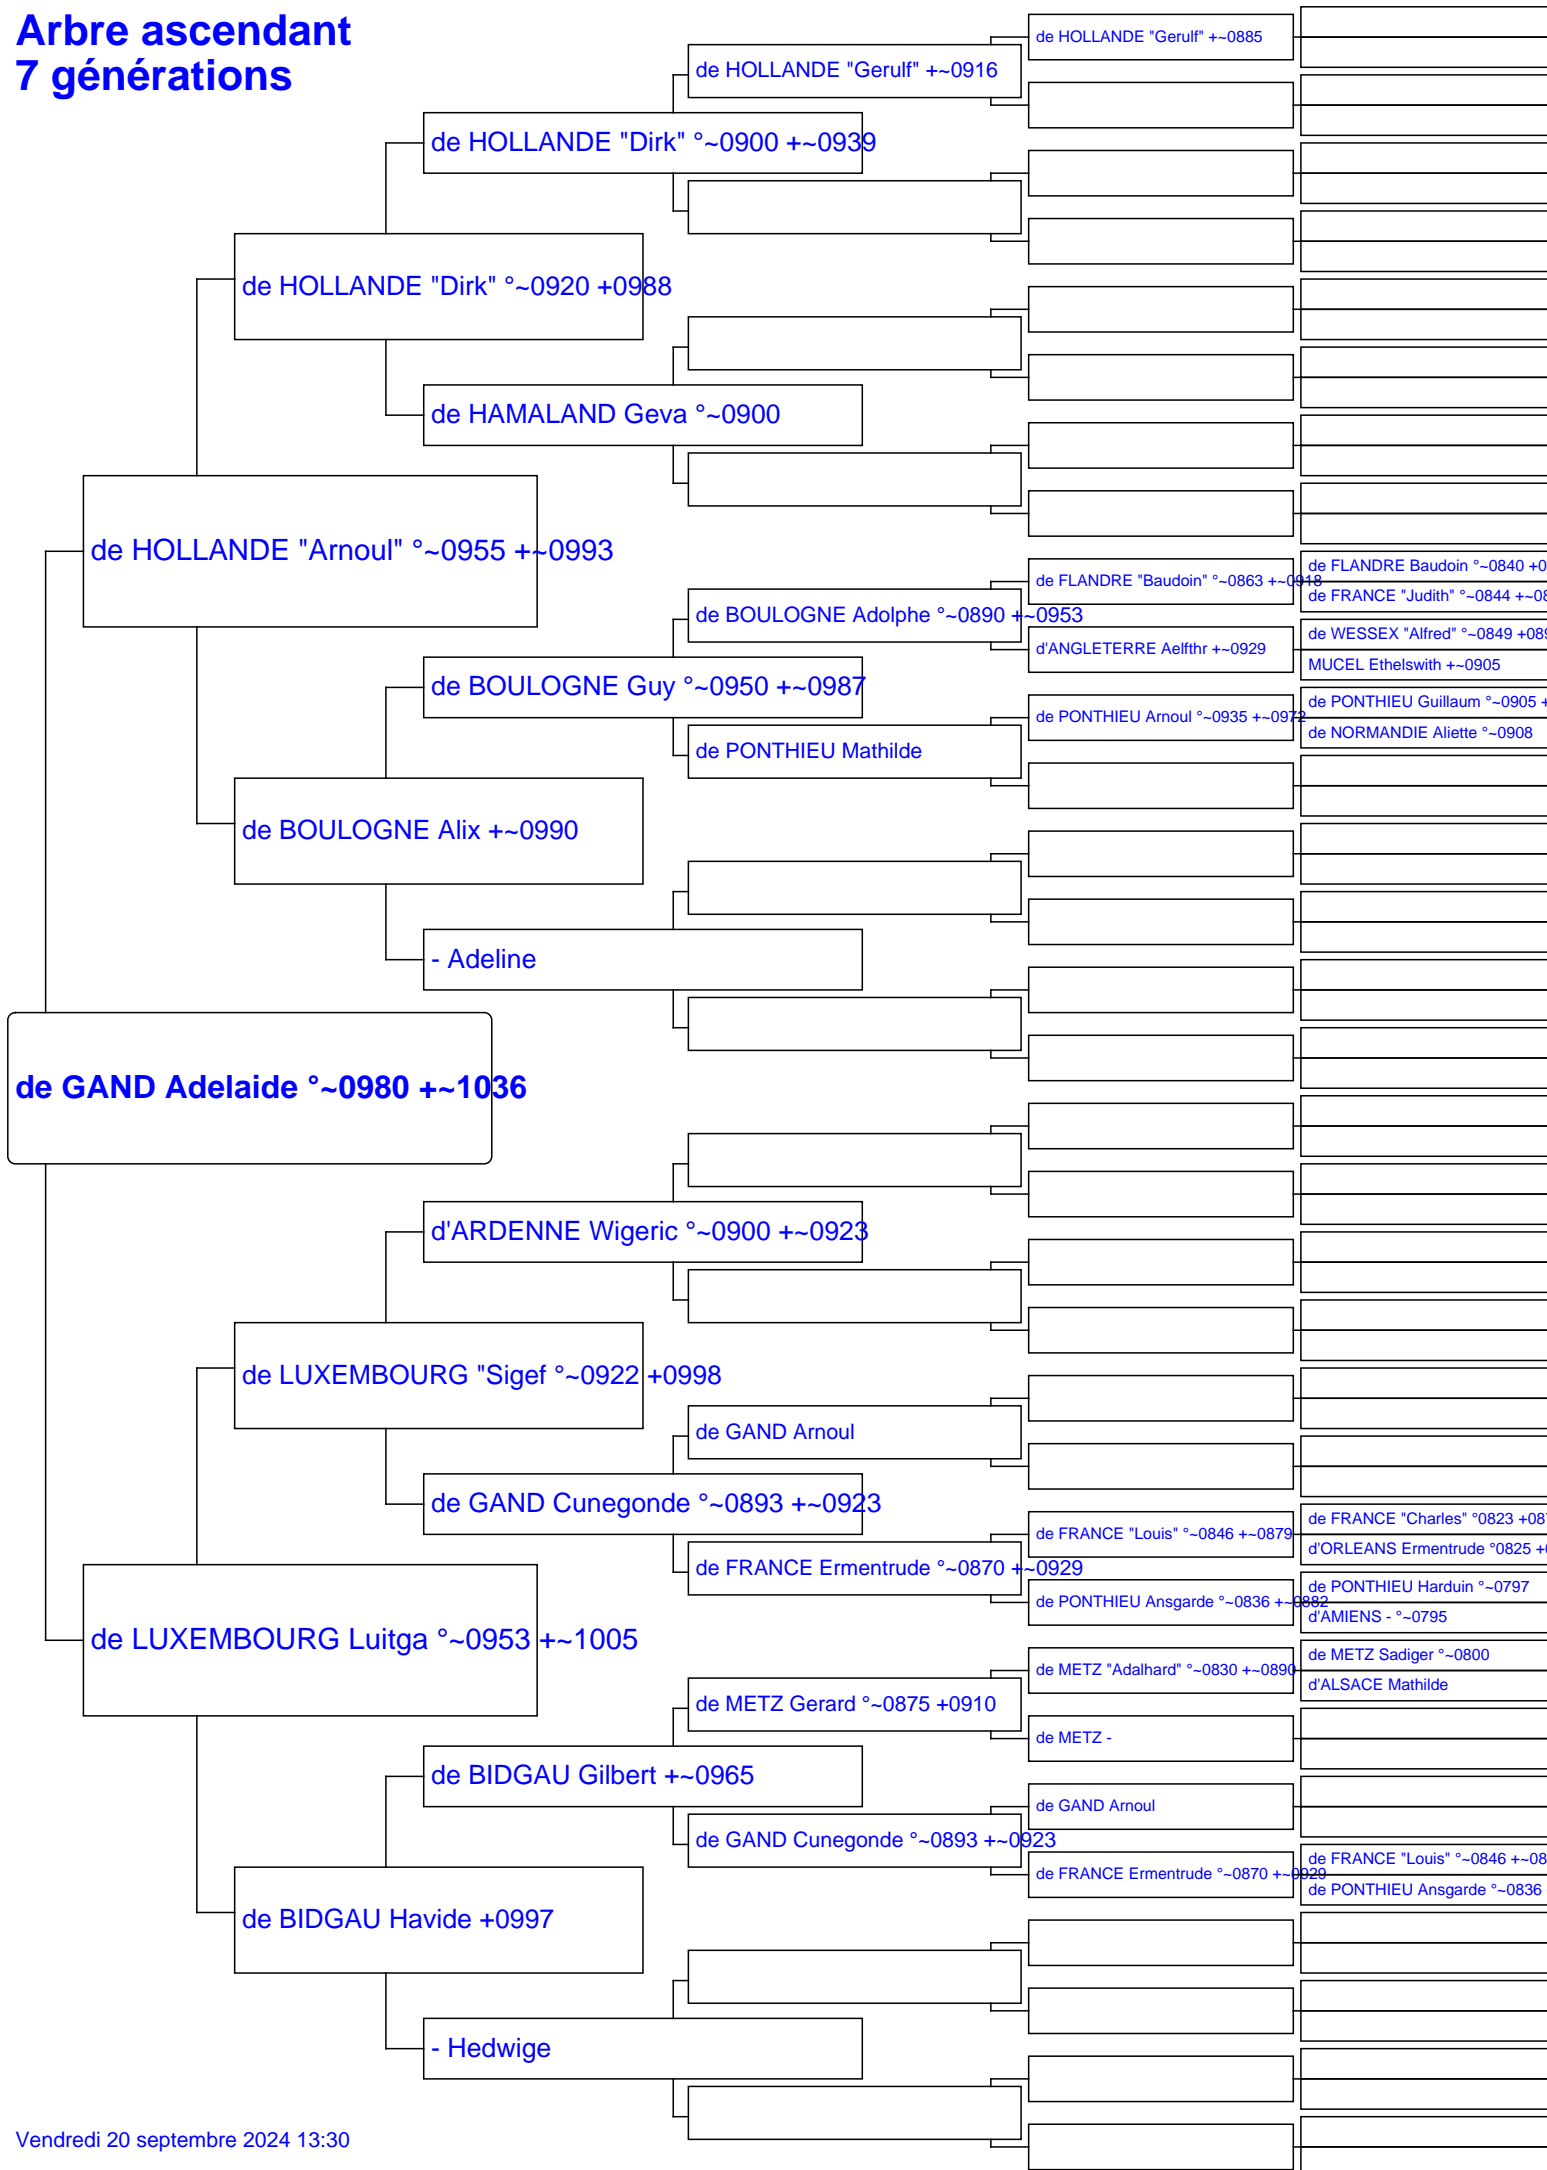 Arbre ascendant
7 générations
de HOLLANDE "Gerulf" +~0885
de HOLLANDE "Gerulf" +~0916
de HOLLANDE "Dirk" °~0900 +~0939
de HOLLANDE "Dirk" °~0920 +0988
de HAMALAND Geva °~0900
de HOLLANDE "Arnoul" °~0955 +~0993
de FLANDRE Baudoin °~0840 +0
de FLANDRE "Baudoin" °~0863 +~0918
de FRANCE "Judith" °~0844 +~08
de BOULOGNE Adolphe °~0890 +~0953
de WESSEX "Alfred" °~0849 +089
d'ANGLETERRE Aelfthr +~0929
MUCEL Ethelswith +~0905
de BOULOGNE Guy °~0950 +~0987
de PONTHIEU Guillaum °~0905 +
de PONTHIEU Arnoul °~0935 +~0972
de NORMANDIE Aliette °~0908
de PONTHIEU Mathilde
de BOULOGNE Alix +~0990
- Adeline
de GAND Adelaide °~0980 +~1036
d'ARDENNE Wigeric °~0900 +~0923
de LUXEMBOURG "Sigef °~0922 +0998
de GAND Arnoul
de GAND Cunegonde °~0893 +~0923
de FRANCE "Charles" °0823 +087
de FRANCE "Louis" °~0846 +~0879
d'ORLEANS Ermentrude °0825 +0
de FRANCE Ermentrude °~0870 +~0929
de PONTHIEU Harduin °~0797
de PONTHIEU Ansgarde °~0836 +~0882
d'AMIENS - °~0795
de LUXEMBOURG Luitga °~0953 +~1005
de METZ Sadiger °~0800
de METZ "Adalhard" °~0830 +~0890
d'ALSACE Mathilde
de METZ Gerard °~0875 +0910
de METZ -
de BIDGAU Gilbert +~0965
de GAND Arnoul
de GAND Cunegonde °~0893 +~0923
de FRANCE "Louis" °~0846 +~08
de FRANCE Ermentrude °~0870 +~0929
de PONTHIEU Ansgarde °~0836
de BIDGAU Havide +0997
- Hedwige
Vendredi 20 septembre 2024 13:30